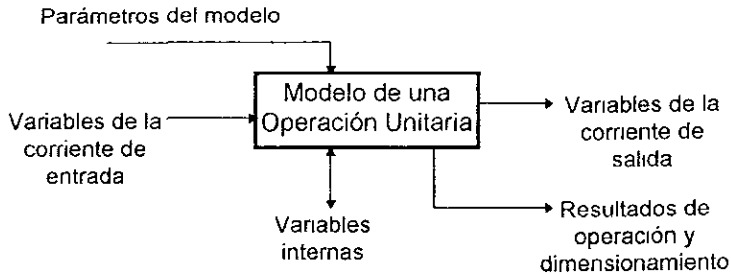 Parámetros del modelo
Modelo de una
Operación Unitaria
Variables de la
corriente de
entrada
Variables de la
corriente de
salida
Variables
internas
Resultados de
operación y
dimensionamiento